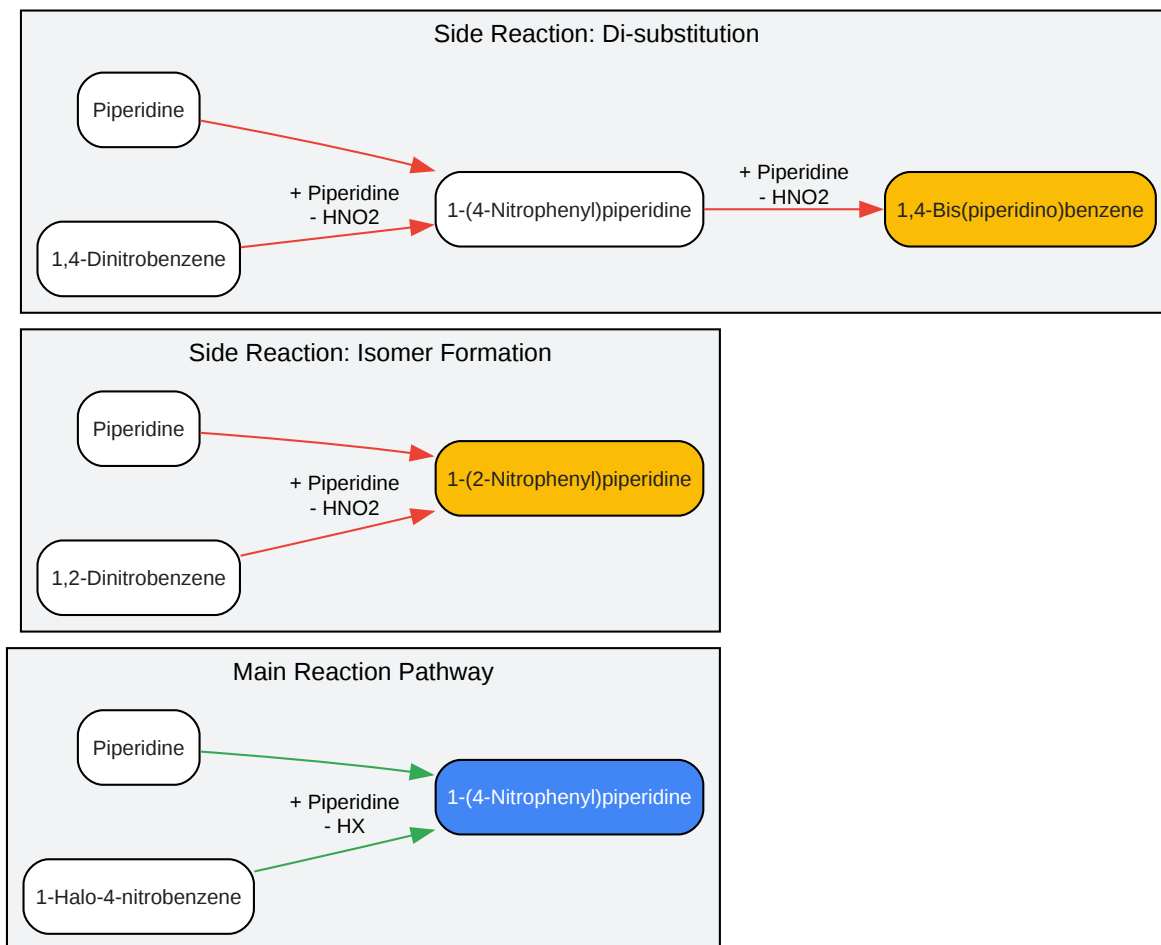 Side Reaction: Di-substitution
Piperidine
+ Piperidine
- HNO2
1,4-Dinitrobenzene
1-(4-Nitrophenyl)piperidine
+ Piperidine
- HNO2
1,4-Bis(piperidino)benzene
Side Reaction: Isomer Formation
Piperidine
+ Piperidine
- HNO2
1,2-Dinitrobenzene
1-(2-Nitrophenyl)piperidine
Main Reaction Pathway
Piperidine
+ Piperidine
- HX
1-Halo-4-nitrobenzene
1-(4-Nitrophenyl)piperidine